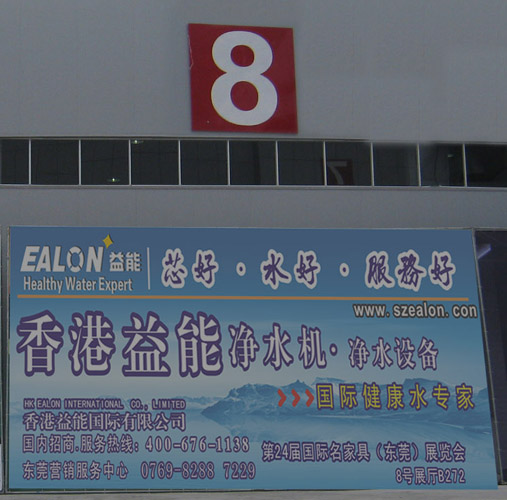 8
EALON 益能
Healthy Water Expert
芯好·水好·服務好
www.szealon.con
香港益能净水机·净水设备
>>>国际健康水专家
HK EALON INTERNATIONAL CO., LIMITED
香港益能国际有限公司
国内招商.服务热线: 400-676-1138
东莞营销服务中心 0769-8288 7229
第24届国际名家具（东莞）展览会
8号展厅B272